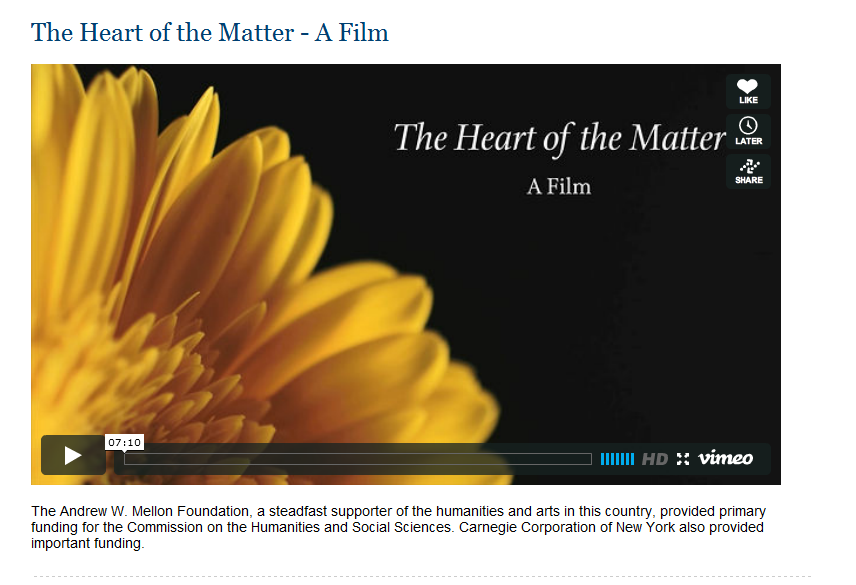 The Heart of the Matter - A Film
The Heart of the Matter
A Film
LIKE
LATER
SHARE
07:10
HD
vimeo
The Andrew W. Mellon Foundation, a steadfast supporter of the humanities and arts in this country, provided primary
funding for the Commission on the Humanities and Social Sciences. Carnegie Corporation of New York also provided
important funding.